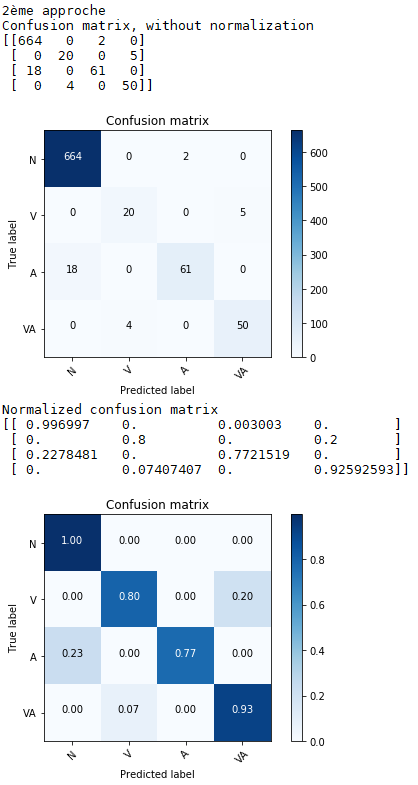 2ème approche
Confusion matrix, without normalization
[[664   0   2   0]
 [  0  20   0   5]
 [ 18   0  61   0]
 [  0   4   0  50]]
Confusion matrix
N 664 0 2 0
V 0 20 0 5
A 18 0 61 0
VA 0 4 0 50
N V A VA
True label
Predicted label
600
500
400
300
200
100
0
Normalized confusion matrix
[[ 0.996997    0.          0.003003    0.        ]
 [ 0.          0.8         0.          0.2       ]
 [ 0.2278481   0.          0.7721519   0.        ]
 [ 0.          0.07407407  0.          0.92592593]]
Confusion matrix
N 1.00 0.00 0.00 0.00
V 0.00 0.80 0.00 0.20
A 0.23 0.00 0.77 0.00
VA 0.00 0.07 0.00 0.93
N V A VA
True label
Predicted label
0.8
0.6
0.4
0.2
0.0